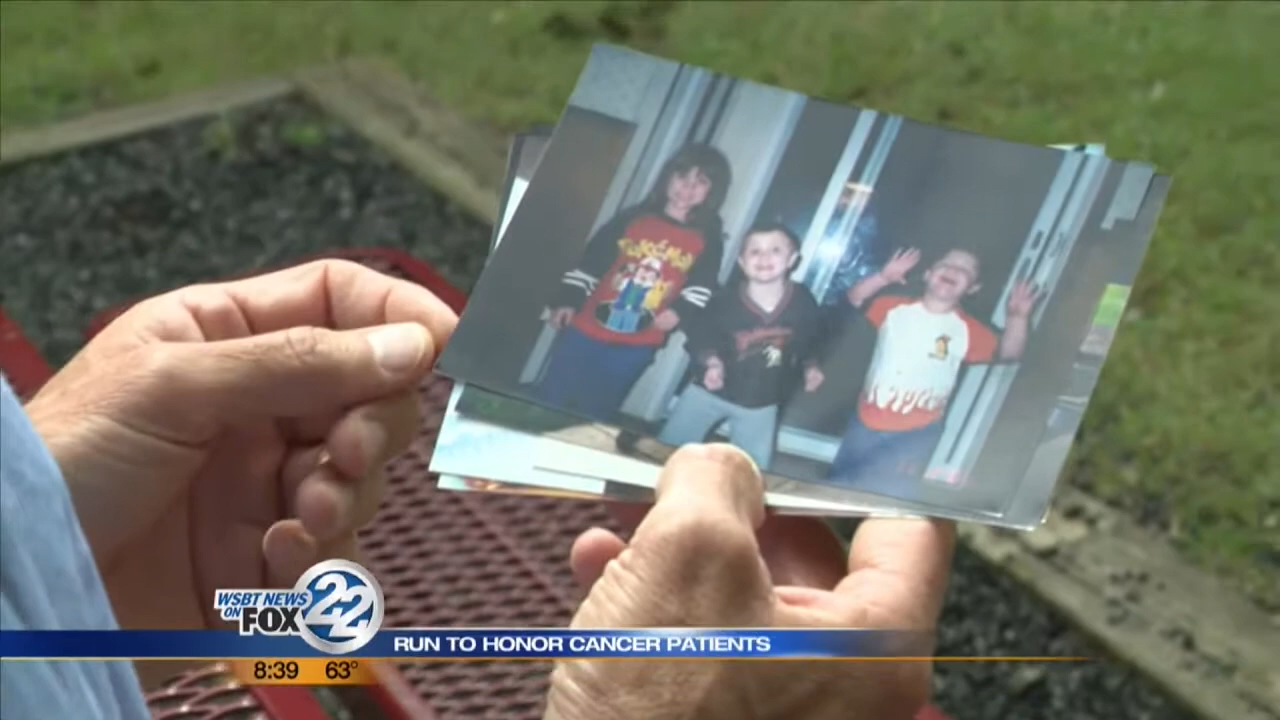 POKéMON
WSBT NEWS
ON
FOX
22
RUN TO HONOR CANCER PATIENTS
8:39 63°